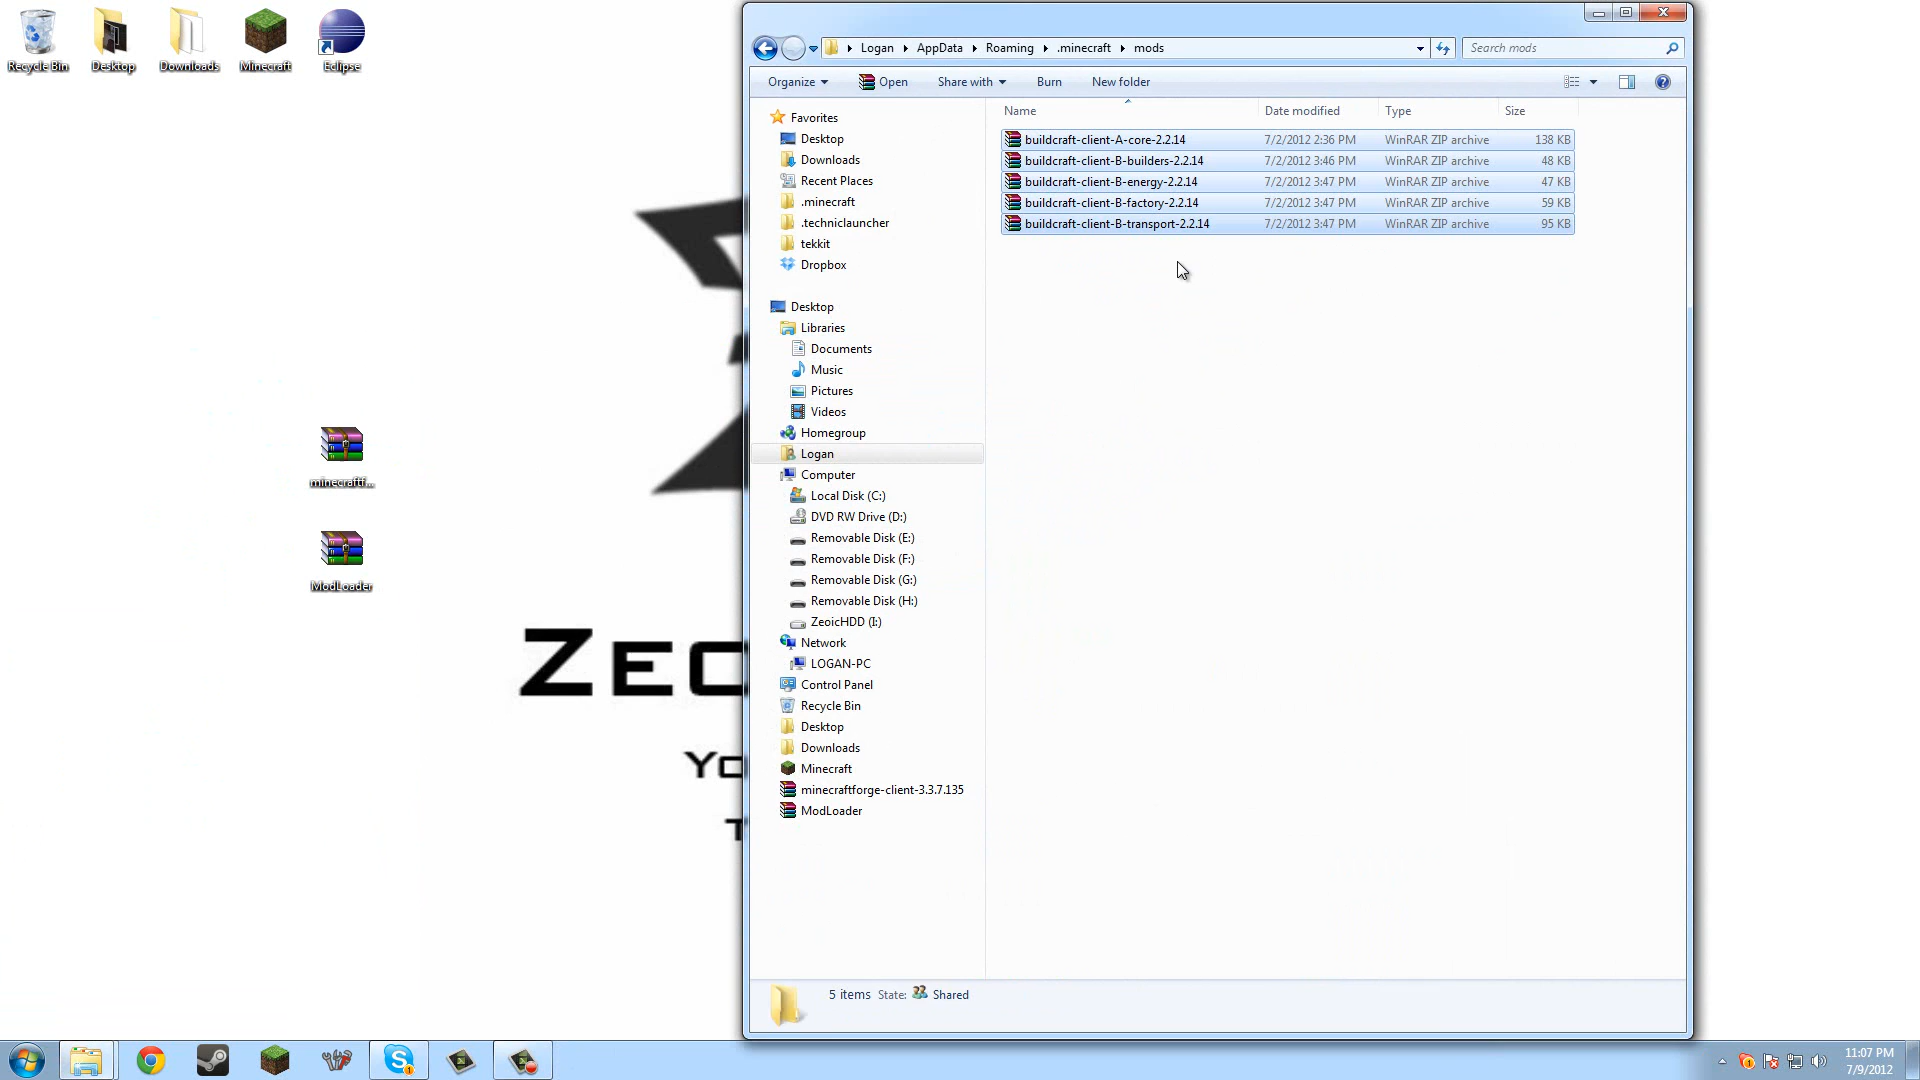 Recycle Bin
Desktop
Downloads
Minecraft
Eclipse
minecraftf...
ModLoader
Logan
AppData
Roaming
.minecraft
mods
Search mods
Organize
Open
Share with
Burn
New folder
Favorites
Desktop
Downloads
Recent Places
.minecraft
.techniclauncher
tekkit
Dropbox
Desktop
Libraries
Documents
Music
Pictures
Videos
Homegroup
Logan
Computer
Local Disk (C:)
DVD RW Drive (D:)
Removable Disk (E:)
Removable Disk (F:)
Removable Disk (G:)
Removable Disk (H:)
ZeoicHDD (I:)
Network
LOGAN-PC
Control Panel
Recycle Bin
Desktop
Downloads
Minecraft
minecraftforge-client-3.3.7.135
ModLoader
Name Date modified Type Size
buildcraft-client-A-core-2.2.14 7/2/2012 2:36 PM WinRAR ZIP archive 138 KB
buildcraft-client-B-builders-2.2.14 7/2/2012 3:46 PM WinRAR ZIP archive 48 KB
buildcraft-client-B-energy-2.2.14 7/2/2012 3:47 PM WinRAR ZIP archive 47 KB
buildcraft-client-B-factory-2.2.14 7/2/2012 3:47 PM WinRAR ZIP archive 59 KB
buildcraft-client-B-transport-2.2.14 7/2/2012 3:47 PM WinRAR ZIP archive 95 KB
5 items State: Shared
11:07 PM
7/9/2012